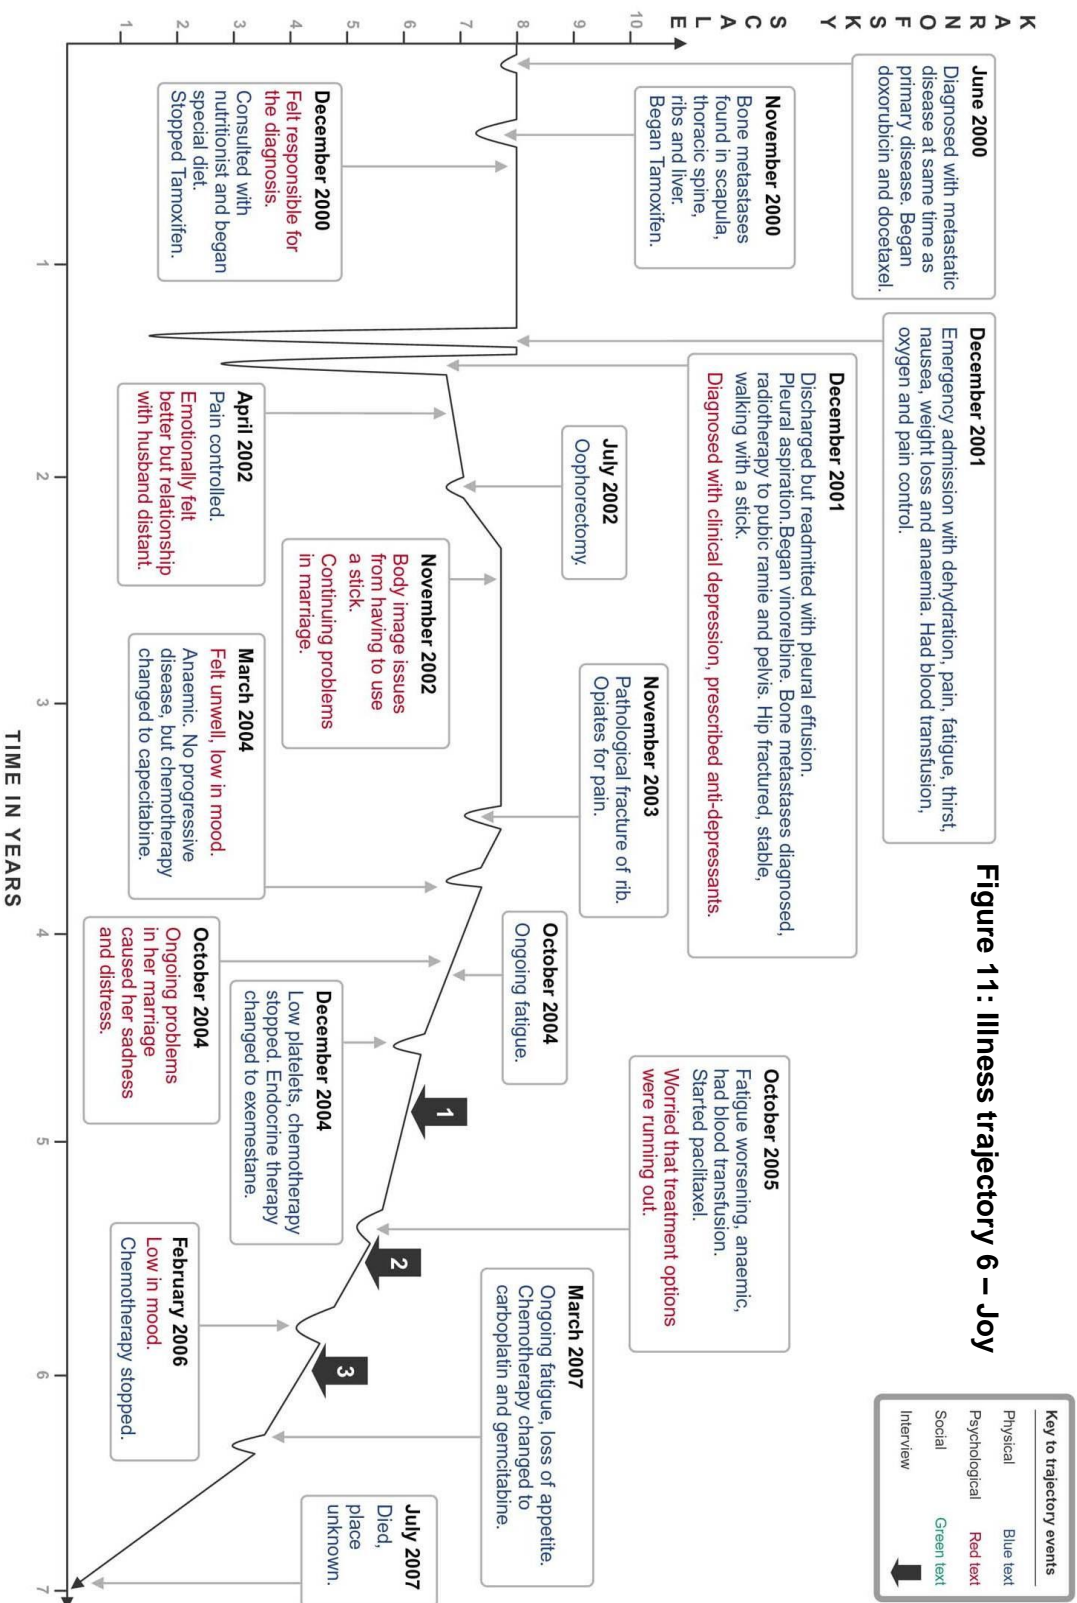 Figure 11: Illness trajectory 6 – Joy
Key to trajectory events
Physical Blue text
Psychological Red text
Social Green text
Interview
KARNOFSKY
SCALE
10
9
8
7
6
5
4
3
2
1
June 2000
Diagnosed with metastatic
disease at same time as
primary disease. Began
doxorubicin and docetaxel.
November 2000
Bone metastases
found in scapula,
thoracic spine,
ribs and liver.
Began Tamoxifen.
December 2000
Felt responsible for
the diagnosis.
Consulted with
nutritionist and began
special diet.
Stopped Tamoxifen.
December 2001
Emergency admission with dehydration, pain, fatigue, thirst,
nausea, weight loss and anaemia. Had blood transfusion,
oxygen and pain control.
December 2001
Discharged but readmitted with pleural effusion.
Pleural aspiration.Began vinorelbine. Bone metastases diagnosed,
radiotherapy to pubic ramie and pelvis. Hip fractured, stable,
walking with a stick.
Diagnosed with clinical depression, prescribed anti-depressants.
April 2002
Pain controlled.
Emotionally felt
better but relationship
with husband distant.
July 2002
Oophorectomy.
November 2002
Body image issues
from having to use
a stick.
Continuing problems
in marriage.
November 2003
Pathological fracture of rib.
Opiates for pain.
March 2004
Felt unwell, low in mood.
Anaemic. No progressive
disease, but chemotherapy
changed to capecitabine.
October 2004
Ongoing fatigue.
October 2004
Ongoing problems
in her marriage
caused her sadness
and distress.
December 2004
Low platelets, chemotherapy
stopped. Endocrine therapy
changed to exemestane.
1
October 2005
Fatigue worsening, anaemic,
had blood transfusion.
Started paclitaxel.
Worried that treatment options
were running out.
2
February 2006
Low in mood.
Chemotherapy stopped.
3
March 2007
Ongoing fatigue, loss of appetite.
Chemotherapy changed to
carboplatin and gemcitabine.
July 2007
Died,
place
unknown.
1 2 3 4 5 6 7
TIME IN YEARS